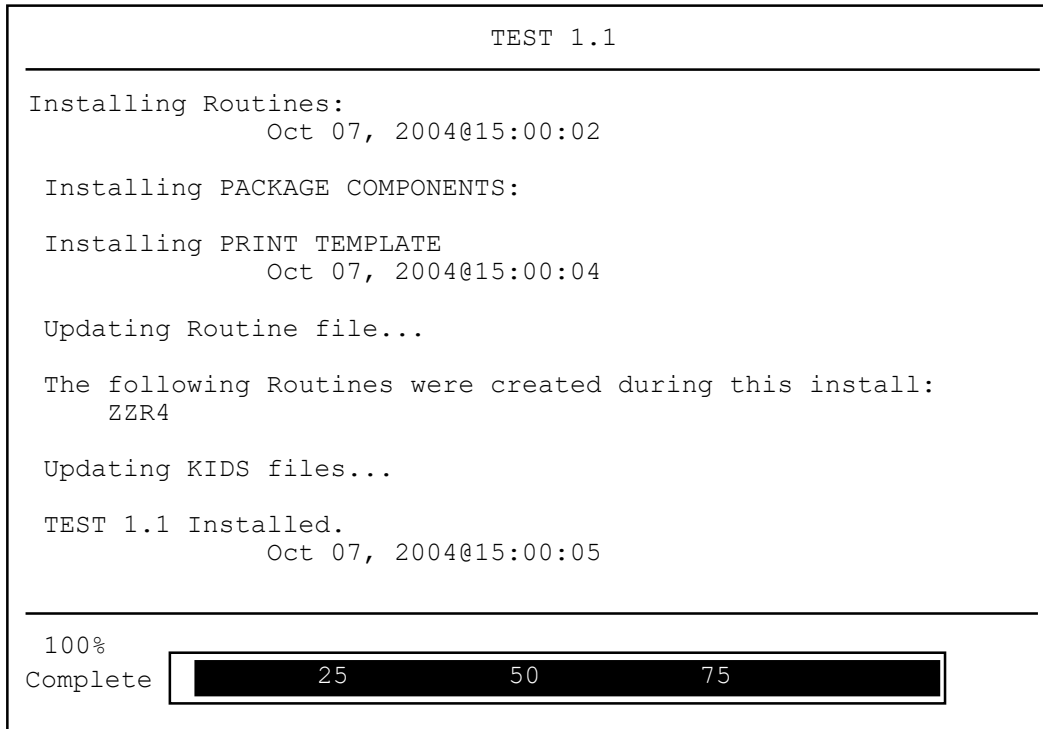 TEST 1.1
Installing Routines:
Oct 07, 2004@15:00:02
Installing PACKAGE COMPONENTS:
Installing PRINT TEMPLATE
Oct 07, 2004@15:00:04
Updating Routine file...
The following Routines were created during this install:
ZZR4
Updating KIDS files...
TEST 1.1 Installed.
Oct 07, 2004@15:00:05
100%
Complete 25 50 75